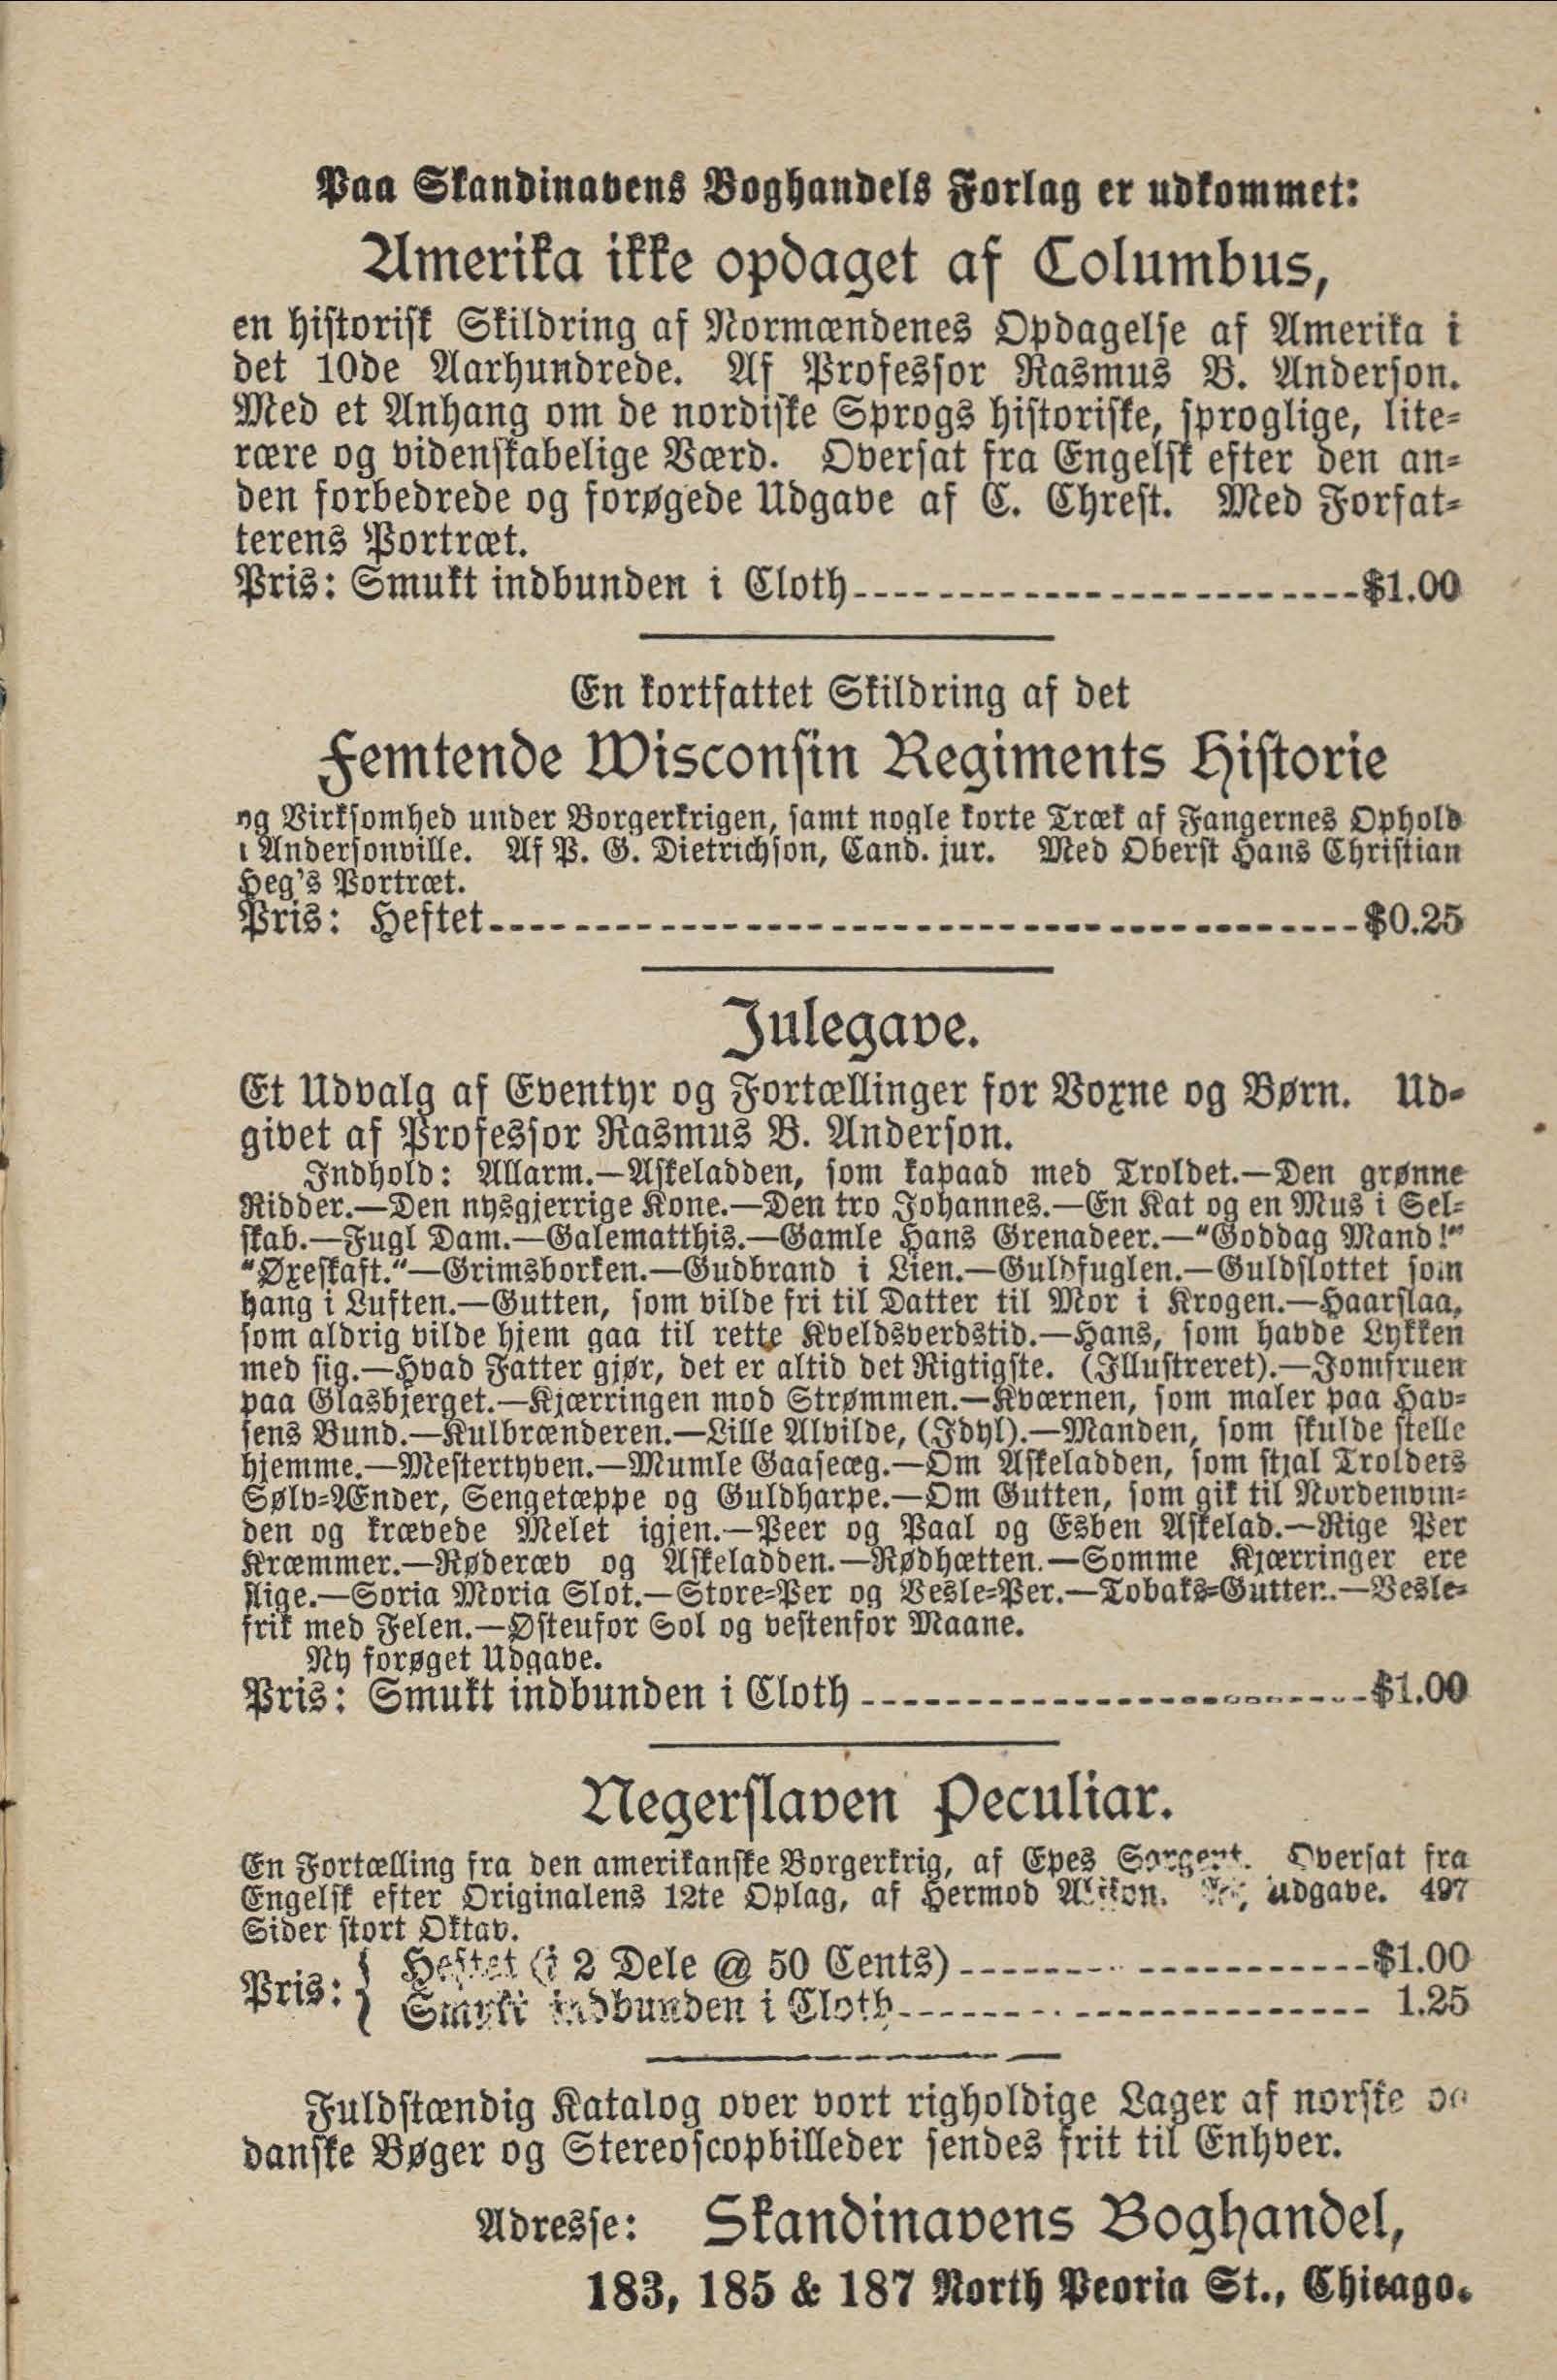 Paa Skandinavens Boghandels Forlag er udkommet:
Amerika ikke opdaget af Columbus,
en historisk Skildring af Normændenes Opdagelse af Amerika i
det 10de Aarhundrede. Af Professor Rasmus B. Anderson.
Med et Anhang om de nordiske Sprogs historiske, sproglige, lite-
rære og videnskabelige Værd. Oversat fra Engelsk efter den an-
den forbedrede og forøgede Udgave af C. Chrest. Med Forfat-
terens Portræt.
Pris: Smukt indbunden i Cloth $1.00
En kortfattet Skildring af det
Femtende Wisconsin Regiments Historie
og Virksomhed under Borgerkrigen, samt nogle korte Træk af Fangernes Ophold
i Andersonville. Af P. G. Dietrichson, Cand. jur. Med Oberst Hans Christian
Heg's Portræt.
Pris: Heftet $0.25
Julegave.
Et Udvalg af Eventyr og Fortællinger for Voxne og Børn. Ud-
givet af Professor Rasmus B. Anderson.
Indhold: Allarm.—Askeladden, som kapaad med Troldet.—Den grønne
Ridder.—Den nysgjerrige Kone.—Den tro Johannes.—En Kat og en Mus i Sel-
skab.—Fugl Dam.—Galematthis.—Gamle Hans Grenadeer.—"Goddag Mand!"
"Øxeskaft."—Grimsborken.—Gudbrand i Lien.—Guldfuglen.—Guldslottet som
hang i Luften.—Gutten, som vilde fri til Datter til Mor i Krogen.—Haarslaa,
som aldrig vilde hjem gaa til rette Kveldsverdstid.—Hans, som havde Lykken
med sig.—Hvad Fatter gjør, det er altid det Rigtigste. (Illustreret).—Jomfruen
paa Glasbjerget.—Kjærringen mod Strømmen.—Kværnen, som maler paa Hav-
sens Bund.—Kulbrænderen.—Lille Alvilde, (Idyl).—Manden, som skulde stelle
hjemme.—Mestertyven.—Mumle Gaaseæg.—Om Askeladden, som stjal Troldets
Sølv-Ænder, Sengetæppe og Guldharpe.—Om Gutten, som gik til Nordenvin-
den og krævede Melet igjen.—Peer og Paal og Esben Askelad.—Rige Per
Kræmmer.—Røderæv og Askeladden.—Rødhætten.—Somme Kjærringer ere
slige.—Soria Moria Slot.—Store-Per og Vesle-Per.—Tobaks-Gutten.—Vesle-
frik med Felen.—Østenfor Sol og vestenfor Maane.
Ny forøget Udgave.
Pris: Smukt indbunden i Cloth $1.00
Negerslaven Peculiar.
En Fortælling fra den amerikanske Borgerkrig, af Epes Sargent. Oversat fra
Engelsk efter Originalens 12te Oplag, af Hermod Udgave. 497
Sider stort Oktav.
Pris: { Heftet (i 2 Dele @ 50 Cents) $1.00
Smukt indbunden i Cloth 1.25
Fuldstændig Katalog over vort righoldige Lager af norske og
danske Bøger og Stereoscopbilleder sendes frit til Enhver.
Adresse: Skandinavens Boghandel,
183, 185 & 187 North Peoria St., Chicago.